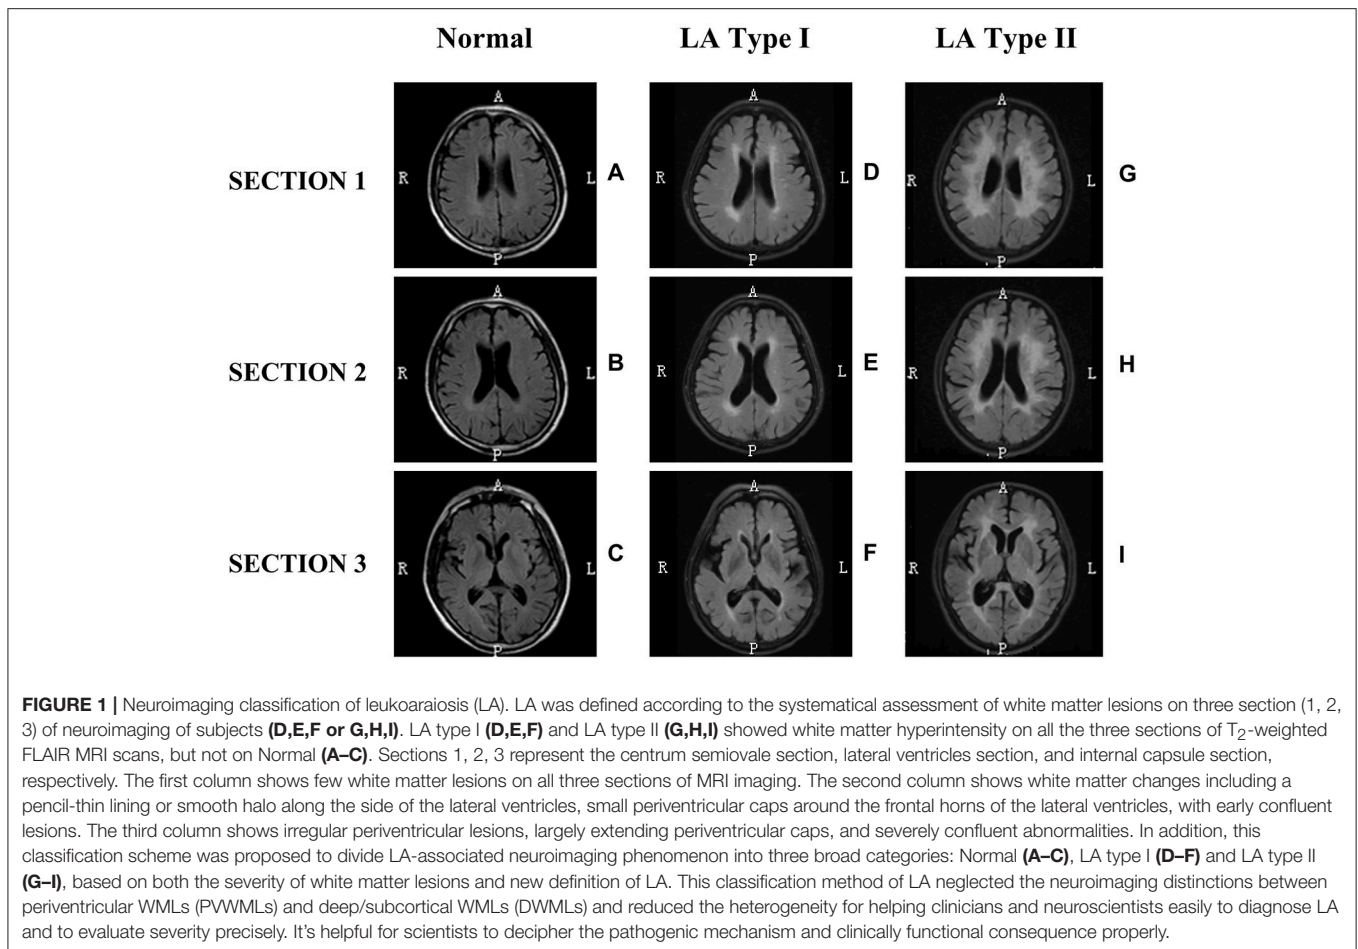 Normal LA Type I LA Type II
A A A
SECTION 1 R L A R L D R L G
P P P
A A A
SECTION 2 R L B R L E R L H
P P P
A A A
SECTION 3 R L C R L F R L I
P P P
FIGURE 1 | Neuroimaging classification of leukoaraiosis (LA). LA was defined according to the systematical assessment of white matter lesions on three section (1, 2,
3) of neuroimaging of subjects (D,E,F or G,H,I). LA type I (D,E,F) and LA type II (G,H,I) showed white matter hyperintensity on all the three sections of T2-weighted
FLAIR MRI scans, but not on Normal (A–C). Sections 1, 2, 3 represent the centrum semiovale section, lateral ventricles section, and internal capsule section,
respectively. The first column shows few white matter lesions on all three sections of MRI imaging. The second column shows white matter changes including a
pencil-thin lining or smooth halo along the side of the lateral ventricles, small periventricular caps around the frontal horns of the lateral ventricles, with early confluent
lesions. The third column shows irregular periventricular lesions, largely extending periventricular caps, and severely confluent abnormalities. In addition, this
classification scheme was proposed to divide LA-associated neuroimaging phenomenon into three broad categories: Normal (A–C), LA type I (D–F) and LA type II
(G–I), based on both the severity of white matter lesions and new definition of LA. This classification method of LA neglected the neuroimaging distinctions between
periventricular WMLs (PVWMLs) and deep/subcortical WMLs (DWMLs) and reduced the heterogeneity for helping clinicians and neuroscientists easily to diagnose LA
and to evaluate severity precisely. It's helpful for scientists to decipher the pathogenic mechanism and clinically functional consequence properly.